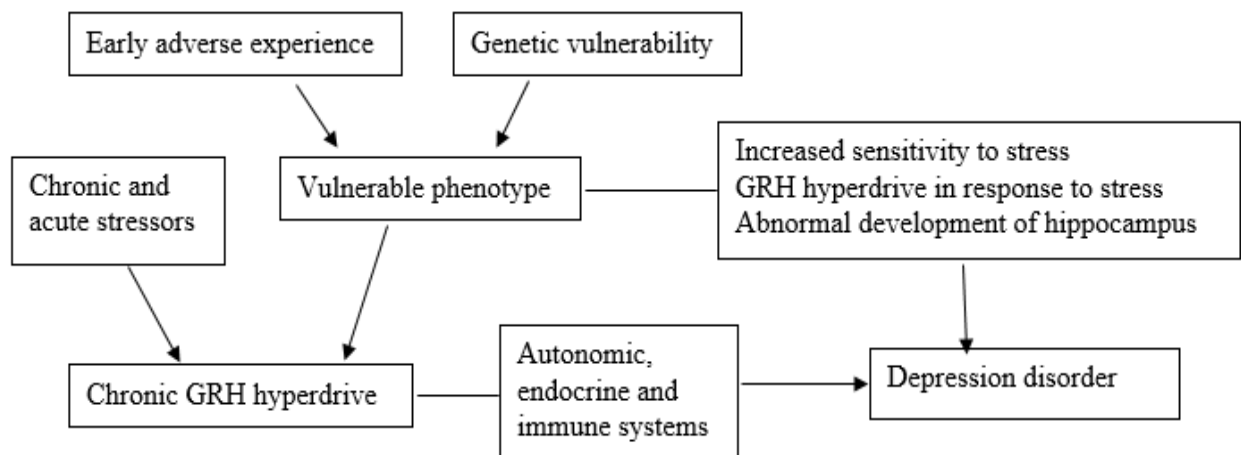 Early adverse experience
Genetic vulnerability
Chronic and
acute stressors
Vulnerable phenotype
Increased sensitivity to stress
GRH hyperdrive in response to stress
Abnormal development of hippocampus
Chronic GRH hyperdrive
Autonomic,
endocrine and
immune systems
Depression disorder